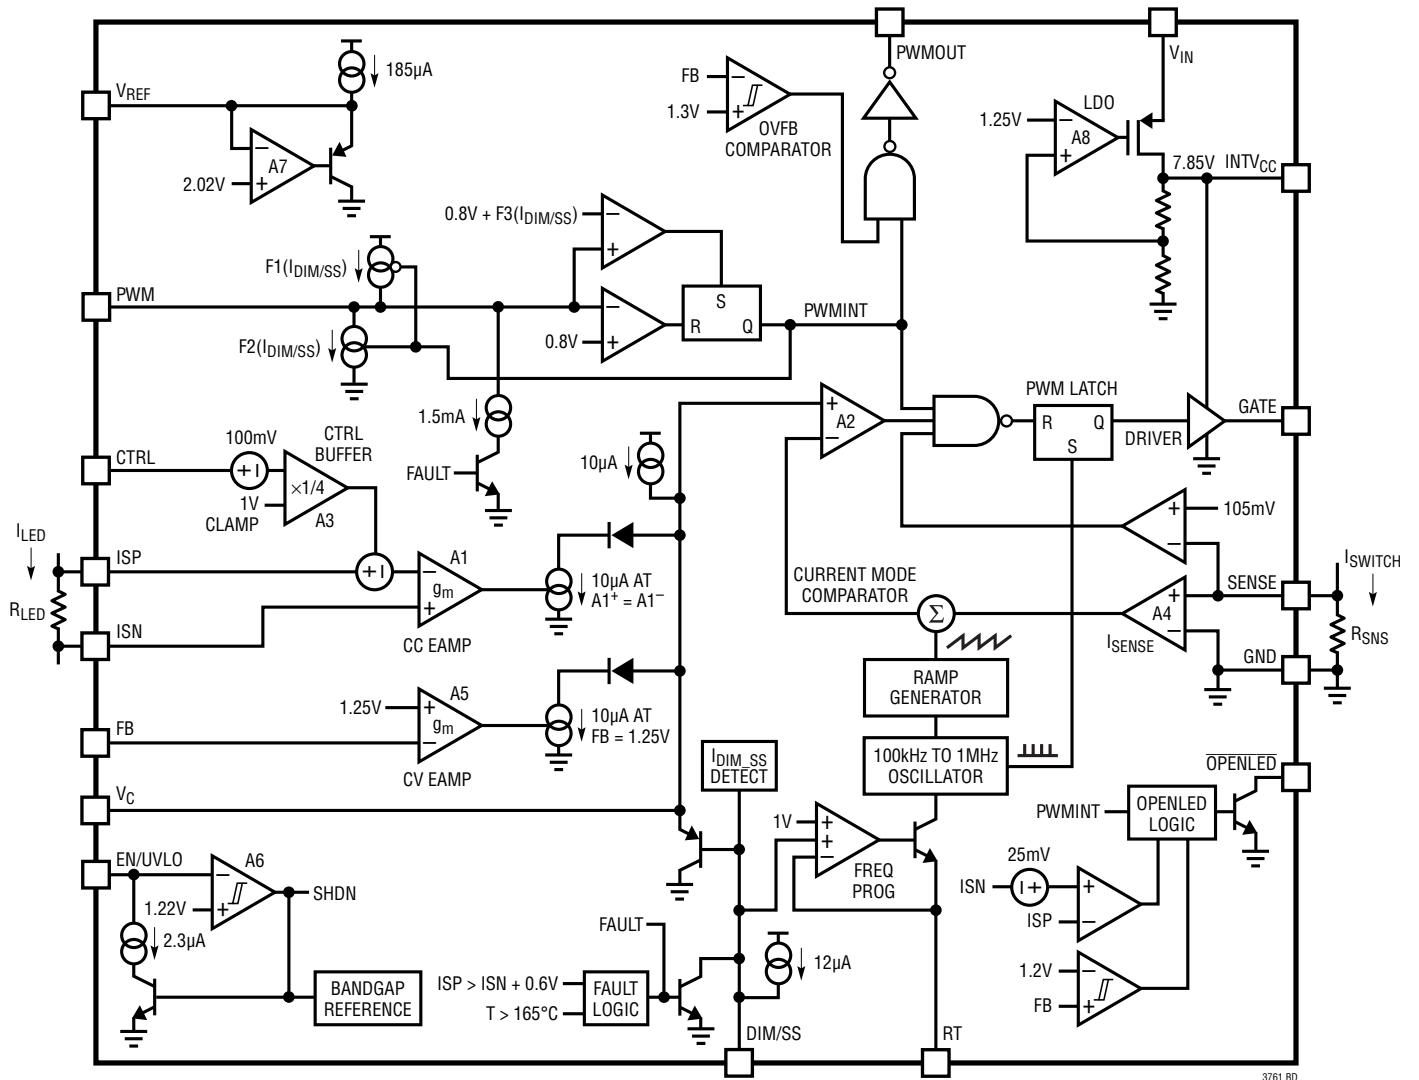 PWMOUT
V_IN
185µA
V_REF
FB
−
1.3V
+
OVFB
COMPARATOR
1.25V
−
LDO
A8
+
7.85V
INTV_CC
−
A7
2.02V
+
0.8V + F3(I_DIM/SS)
−
+
F1(I_DIM/SS)
PWM
−
S
R
Q
PWMINT
0.8V
+
F2(I_DIM/SS)
1.5mA
FAULT
+
A2
−
PWM LATCH
R
Q
S
DRIVER
GATE
100mV
CTRL
BUFFER
CTRL
+ I
×1/4
1V
CLAMP
A3
10µA
+
105mV
−
I_LED
ISP
+ I
−
A1
g_m
+
10µA AT
A1⁺ = A1⁻
CURRENT MODE
COMPARATOR
Σ
+
A4
−
I_SENSE
SENSE
I_SWITCH
R_SNS
R_LED
ISN
CC EAMP
GND
RAMP
GENERATOR
1.25V
+
A5
g_m
−
10µA AT
FB = 1.25V
FB
CV EAMP
I_DIM_SS
DETECT
100kHz TO 1MHz
OSCILLATOR
OPENLED
V_C
1V
+
+
−
FREQ
PROG
PWMINT
OPENLED
LOGIC
EN/UVLO
A6
−
1.22V
+
SHDN
25mV
ISN
I +
+
ISP
−
2.3µA
FAULT
12µA
1.2V
−
FB
+
BANDGAP
REFERENCE
ISP > ISN + 0.6V
T > 165°C
FAULT
LOGIC
DIM/SS
RT
3761 BD